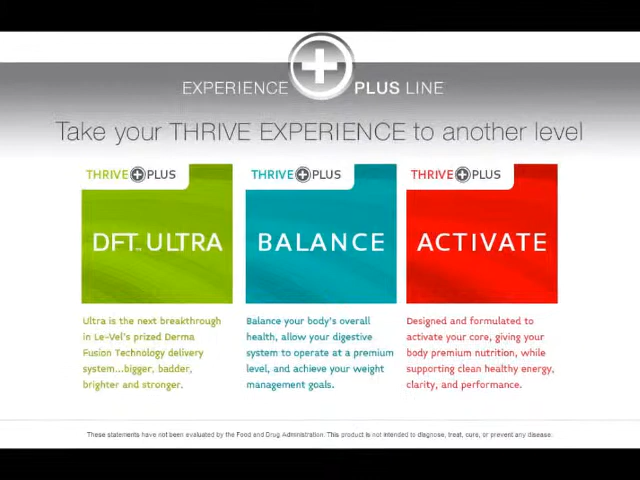 EXPERIENCE PLUS LINE
Take your THRIVE EXPERIENCE to another level
THRIVE PLUS
DFT™ ULTRA
Ultra is the next breakthrough
in Le-Vel's prized Derma
Fusion Technology delivery
system...bigger, badder,
brighter and stronger.
THRIVE PLUS
BALANCE
Balance your body's overall
health, allow your digestive
system to operate at a premium
level, and achieve your weight
management goals.
THRIVE PLUS
ACTIVATE
Designed and formulated to
activate your core, giving your
body premium nutrition, while
supporting clean healthy energy,
clarity, and performance.
These statements have not been evaluated by the Food and Drug Administration. This product is not intended to diagnose, treat, cure, or prevent any disease.